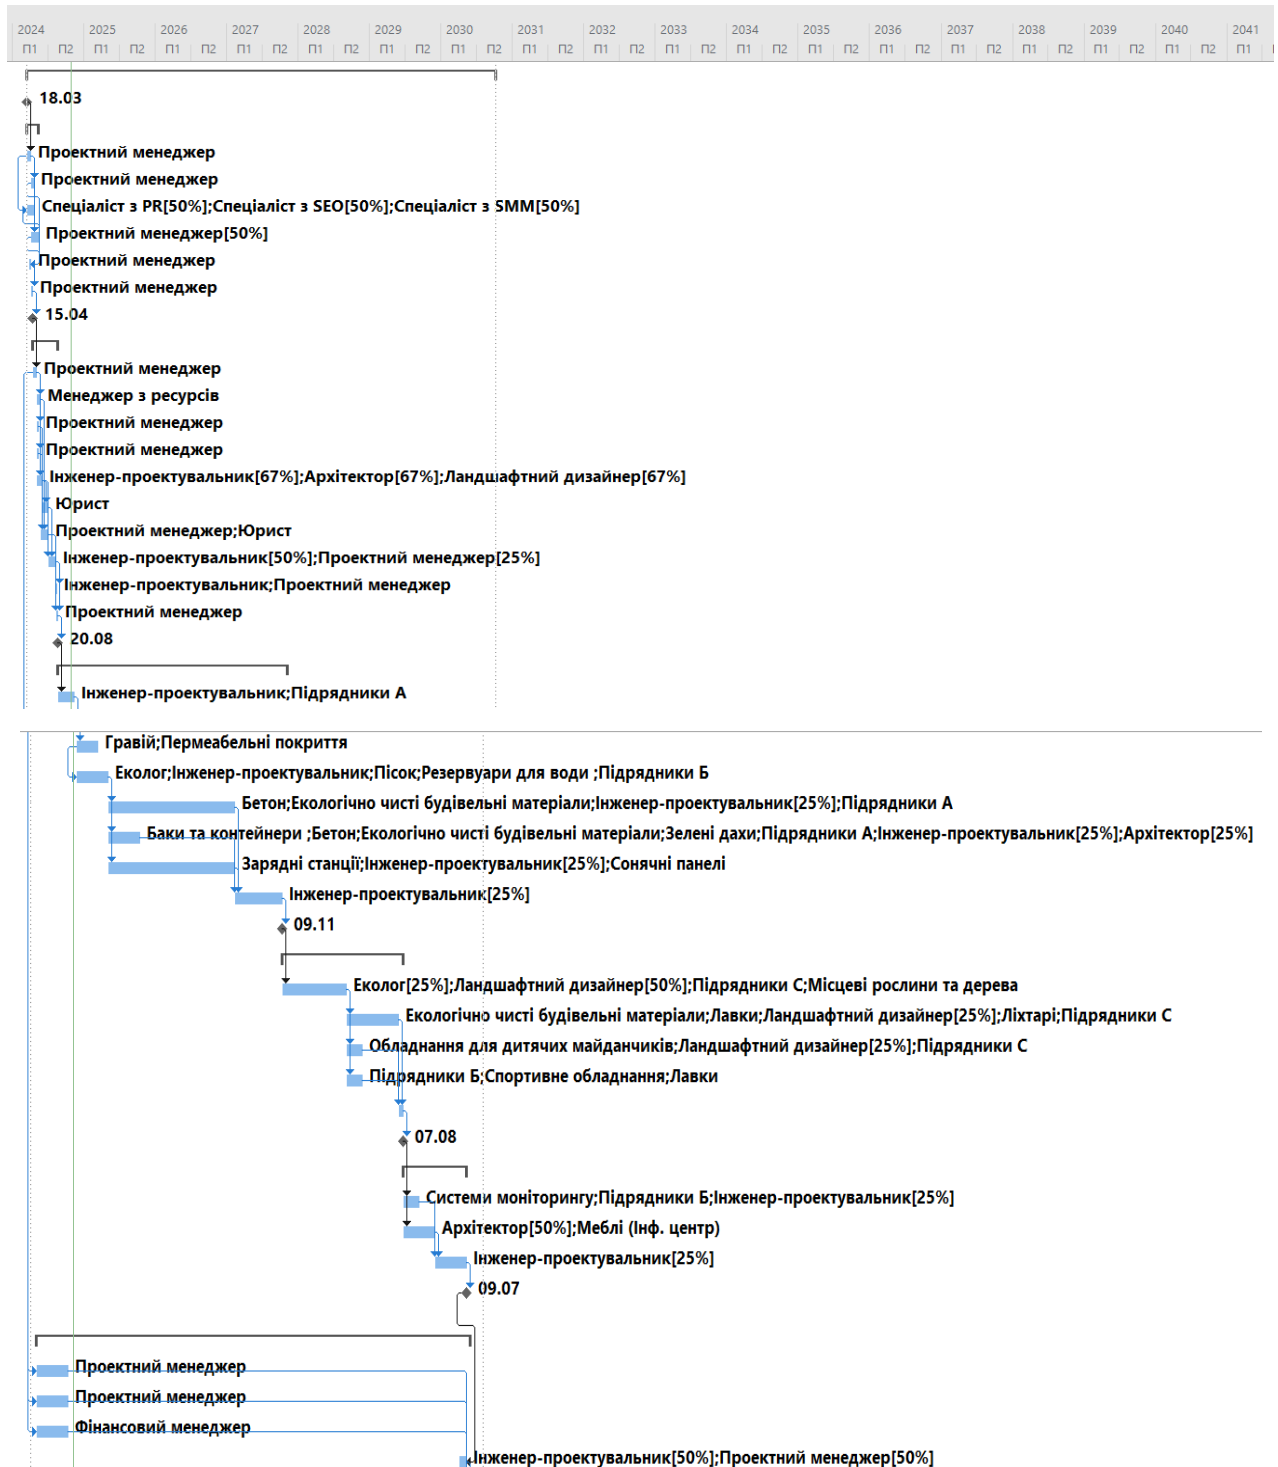 2024 2025 2026 2027 2028 2029 2030 2031 2032 2033 2034 2035 2036 2037 2038 2039 2040 2041
П1 П2 П1 П2 П1 П2 П1 П2 П1 П2 П1 П2 П1 П2 П1 П2 П1 П2 П1 П2 П1 П2 П1 П2 П1 П2 П1 П2 П1 П2 П1 П2 П1 П2 П1
18.03
Проектний менеджер
Проектний менеджер
Спеціаліст з PR[50%];Спеціаліст з SEO[50%];Спеціаліст з SMM[50%]
Проектний менеджер[50%]
Проектний менеджер
Проектний менеджер
15.04
Проектний менеджер
Менеджер з ресурсів
Проектний менеджер
Проектний менеджер
Інженер-проектувальник[67%];Архітектор[67%];Ландшафтний дизайнер[67%]
Юрист
Проектний менеджер;Юрист
Інженер-проектувальник[50%];Проектний менеджер[25%]
Інженер-проектувальник;Проектний менеджер
Проектний менеджер
20.08
Інженер-проектувальник;Підрядники А
Гравій;Пермеабельні покриття
Еколог;Інженер-проектувальник;Пісок;Резервуари для води ;Підрядники Б
Бетон;Екологічно чисті будівельні матеріали;Інженер-проектувальник[25%];Підрядники А
Баки та контейнери ;Бетон;Екологічно чисті будівельні матеріали;Зелені дахи;Підрядники А;Інженер-проектувальник[25%];Архітектор[25%]
Зарядні станції;Інженер-проектувальник[25%];Сонячні панелі
Інженер-проектувальник[25%]
09.11
Еколог[25%];Ландшафтний дизайнер[50%];Підрядники С;Місцеві рослини та дерева
Екологічно чисті будівельні матеріали;Лавки;Ландшафтний дизайнер[25%];Ліхтарі;Підрядники С
Обладнання для дитячих майданчиків;Ландшафтний дизайнер[25%];Підрядники С
Підрядники Б;Спортивне обладнання;Лавки
07.08
Системи моніторингу;Підрядники Б;Інженер-проектувальник[25%]
Архітектор[50%];Меблі (Інф. центр)
Інженер-проектувальник[25%]
09.07
Проектний менеджер
Проектний менеджер
Фінансовий менеджер
Інженер-проектувальник[50%];Проектний менеджер[50%]